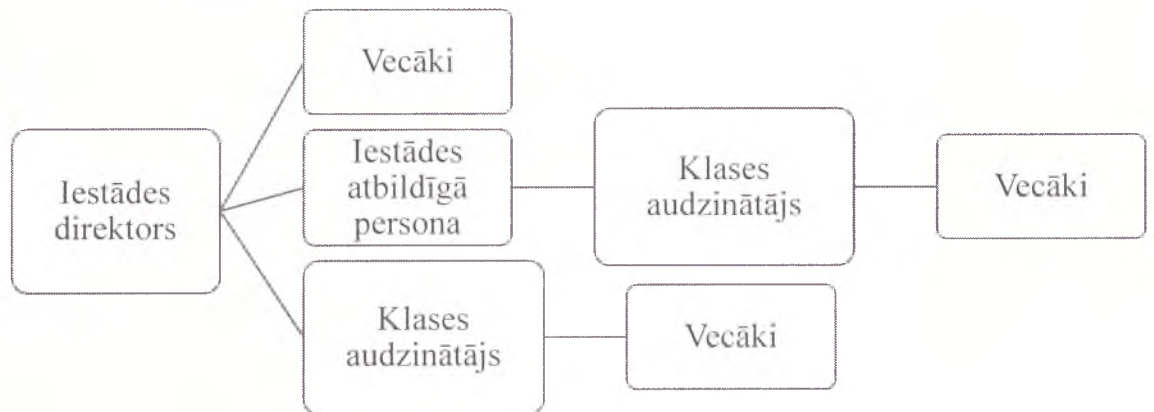 Vecāki
Iestādes
direktors
Iestādes
atbildīgā
persona
Klases
audzinātājs
Vecāki
Klases
audzinātājs
Vecāki